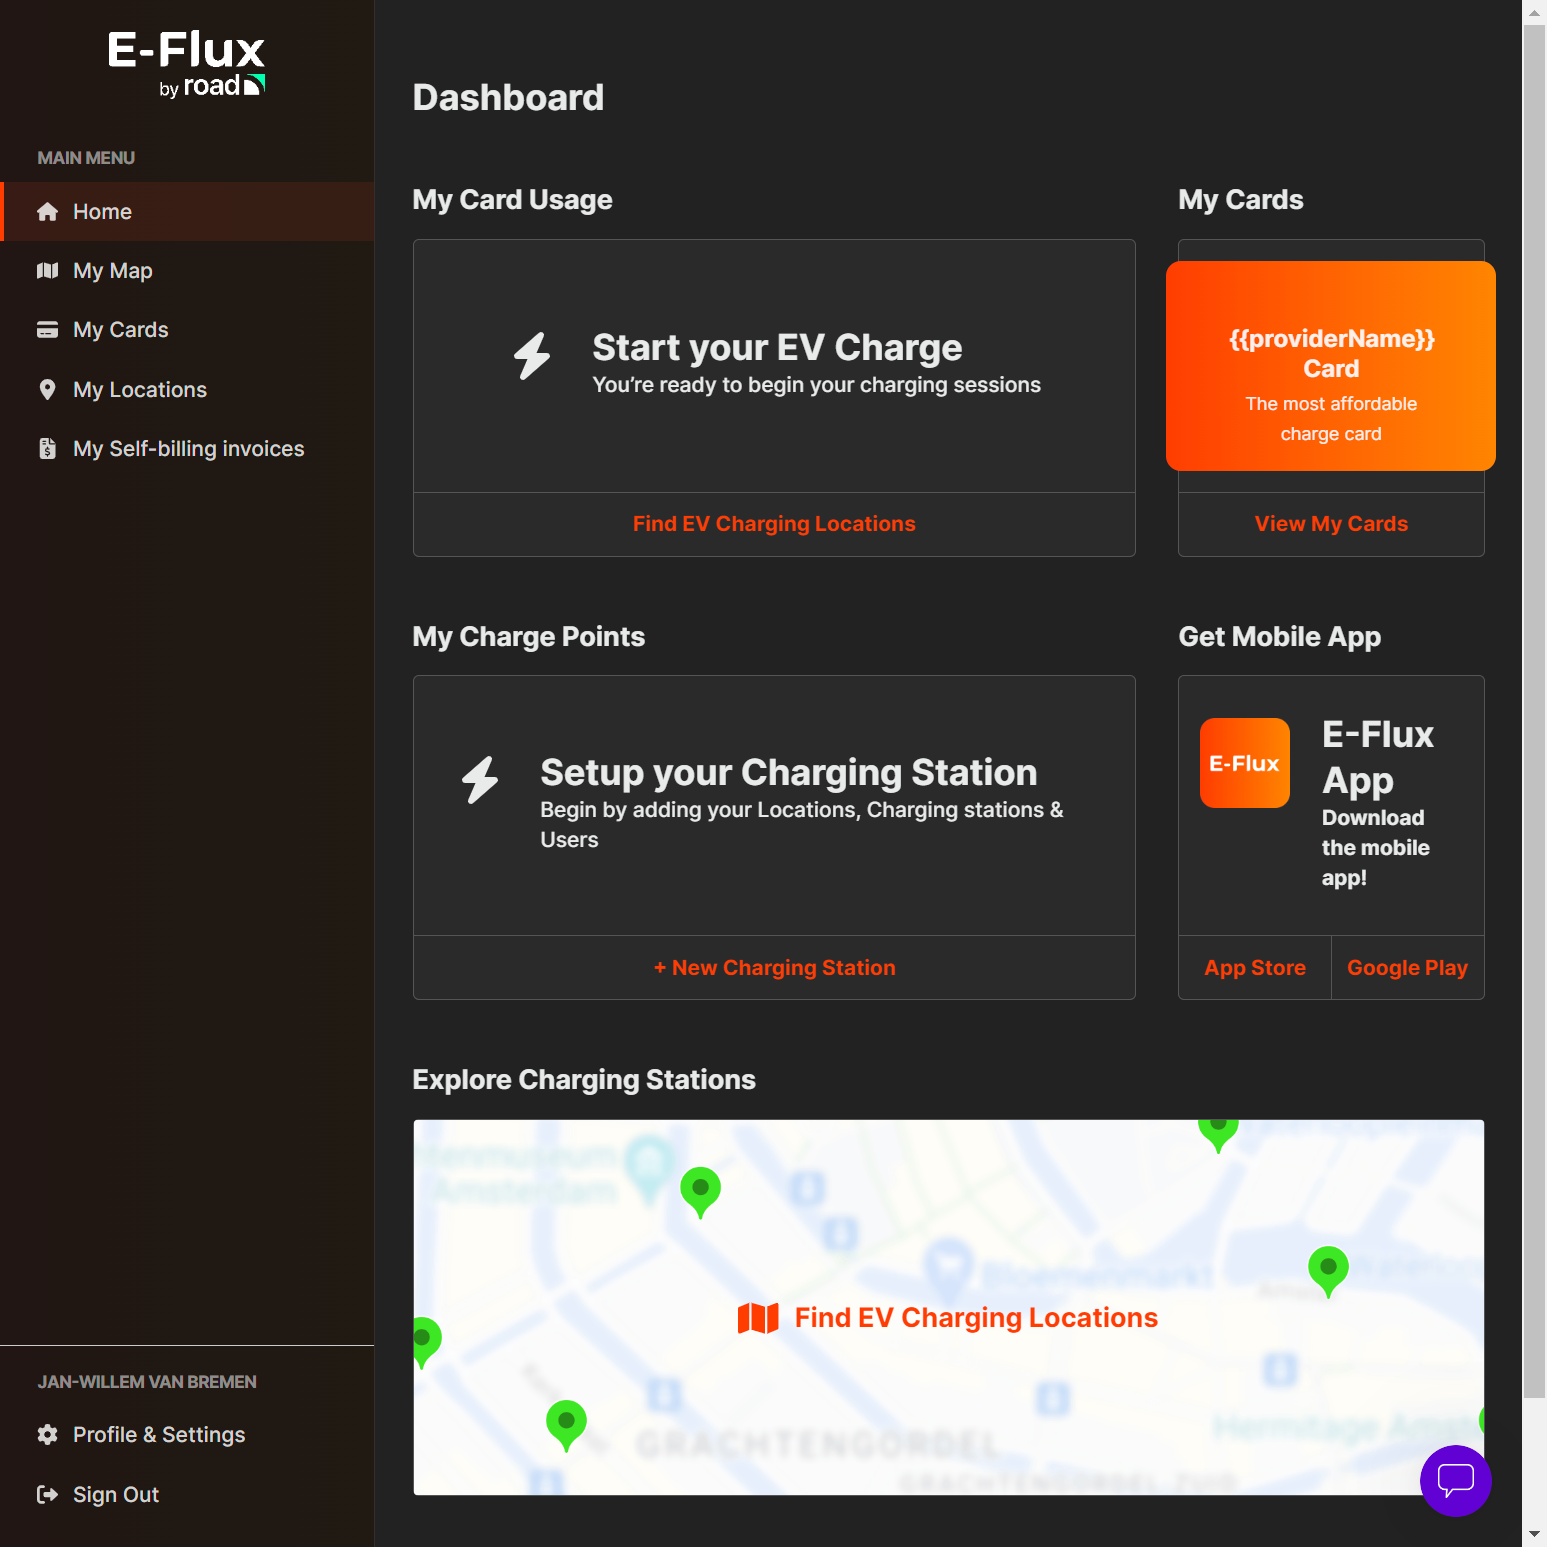 E-Flux
by road
MAIN MENU
Home
My Map
My Cards
My Locations
My Self-billing invoices
JAN-WILLEM VAN BREMEN
Profile & Settings
Sign Out
Dashboard
My Card Usage
Start your EV Charge
You’re ready to begin your charging sessions
Find EV Charging Locations
My Cards
{{providerName}}
Card
The most affordable
charge card
View My Cards
My Charge Points
Setup your Charging Station
Begin by adding your Locations, Charging stations &
Users
+ New Charging Station
Get Mobile App
E-Flux
E-Flux
App
Download
the mobile
app!
App Store
Google Play
Explore Charging Stations
Amsterdam
Bloemenmarkt
Find EV Charging Locations
GRACHTENGORDEL
Hermitage
GRACHTENGORDEL-ZUID